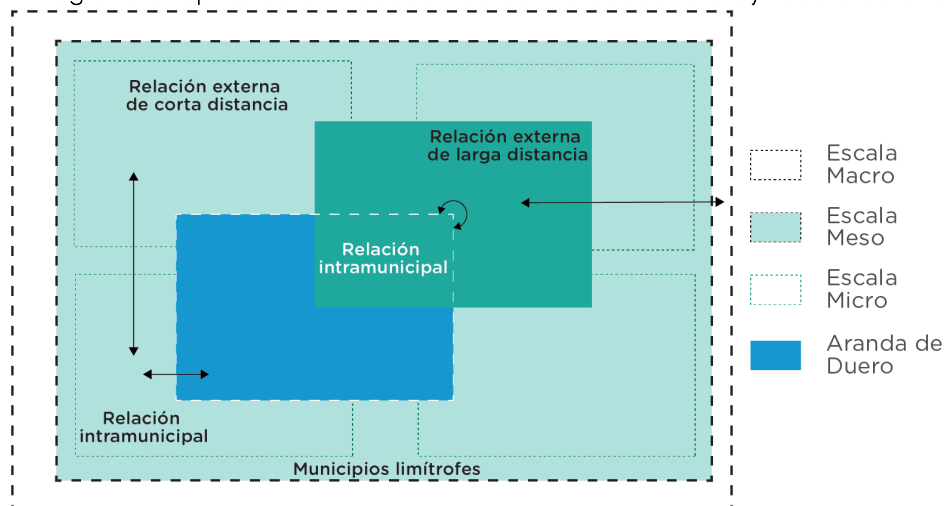 Relación externa
de corta distancia
Relación externa
de larga distancia
Relación
intramunicipal
Relación
intramunicipal
Municipios limítrofes
Escala
Macro
Escala
Meso
Escala
Micro
Aranda de
Duero